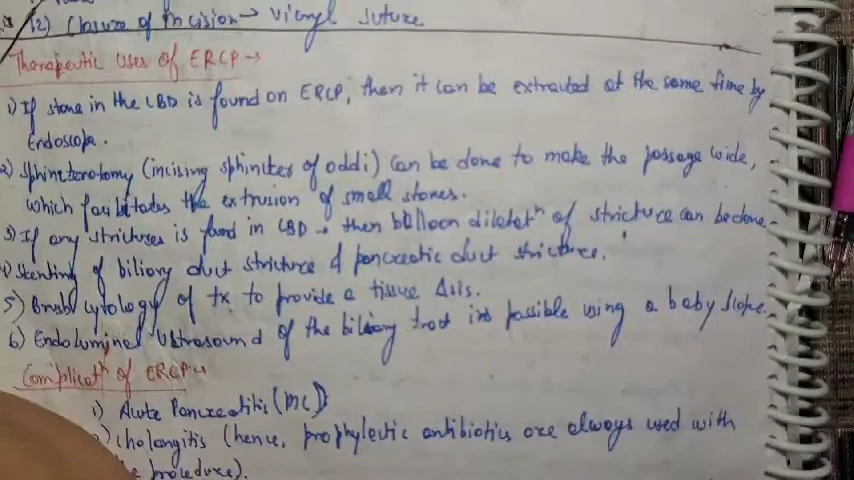 12) Closure of incision → Vicryl suture
Therapeutic Uses of ERCP →
1) If stone in the CBD is found on ERCP, then it can be extracted at the same time by
Endoscope.
2) Sphincterotomy (incising sphincter of oddi) can be done to make the passage wide,
which facilitates the extrusion of small stones.
3) If any strictures is found in CBD → then balloon dilatatⁿ of stricture can be done.
4) Stenting of biliary duct stricture & pancreatic duct stricture.
5) Brush cytology of tx to provide a tissue Δsis.
6) Endoluminal Ultrasound of the biliary tract is possible using a baby scope.
Complicatⁿ of ERCP →
1) Acute Pancreatitis (MC)
) Cholangitis (hence, prophylectic antibiotics are always used with
procedure).